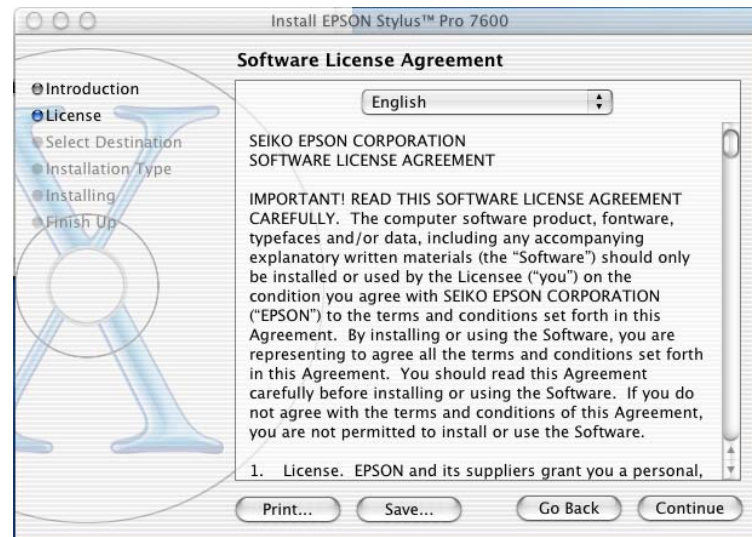 Install EPSON Stylus™ Pro 7600
Software License Agreement
Introduction
License
Select Destination
Installation Type
Installing
Finish Up
English
SEIKO EPSON CORPORATION
SOFTWARE LICENSE AGREEMENT
IMPORTANT! READ THIS SOFTWARE LICENSE AGREEMENT
CAREFULLY. The computer software product, fontware,
typefaces and/or data, including any accompanying
explanatory written materials (the “Software”) should only
be installed or used by the Licensee (“you”) on the
condition you agree with SEIKO EPSON CORPORATION
(“EPSON”) to the terms and conditions set forth in this
Agreement. By installing or using the Software, you are
representing to agree all the terms and conditions set forth
in this Agreement. You should read this Agreement
carefully before installing or using the Software. If you do
not agree with the terms and conditions of this Agreement,
you are not permitted to install or use the Software.
1. License. EPSON and its suppliers grant you a personal,
Print... Save... Go Back Continue